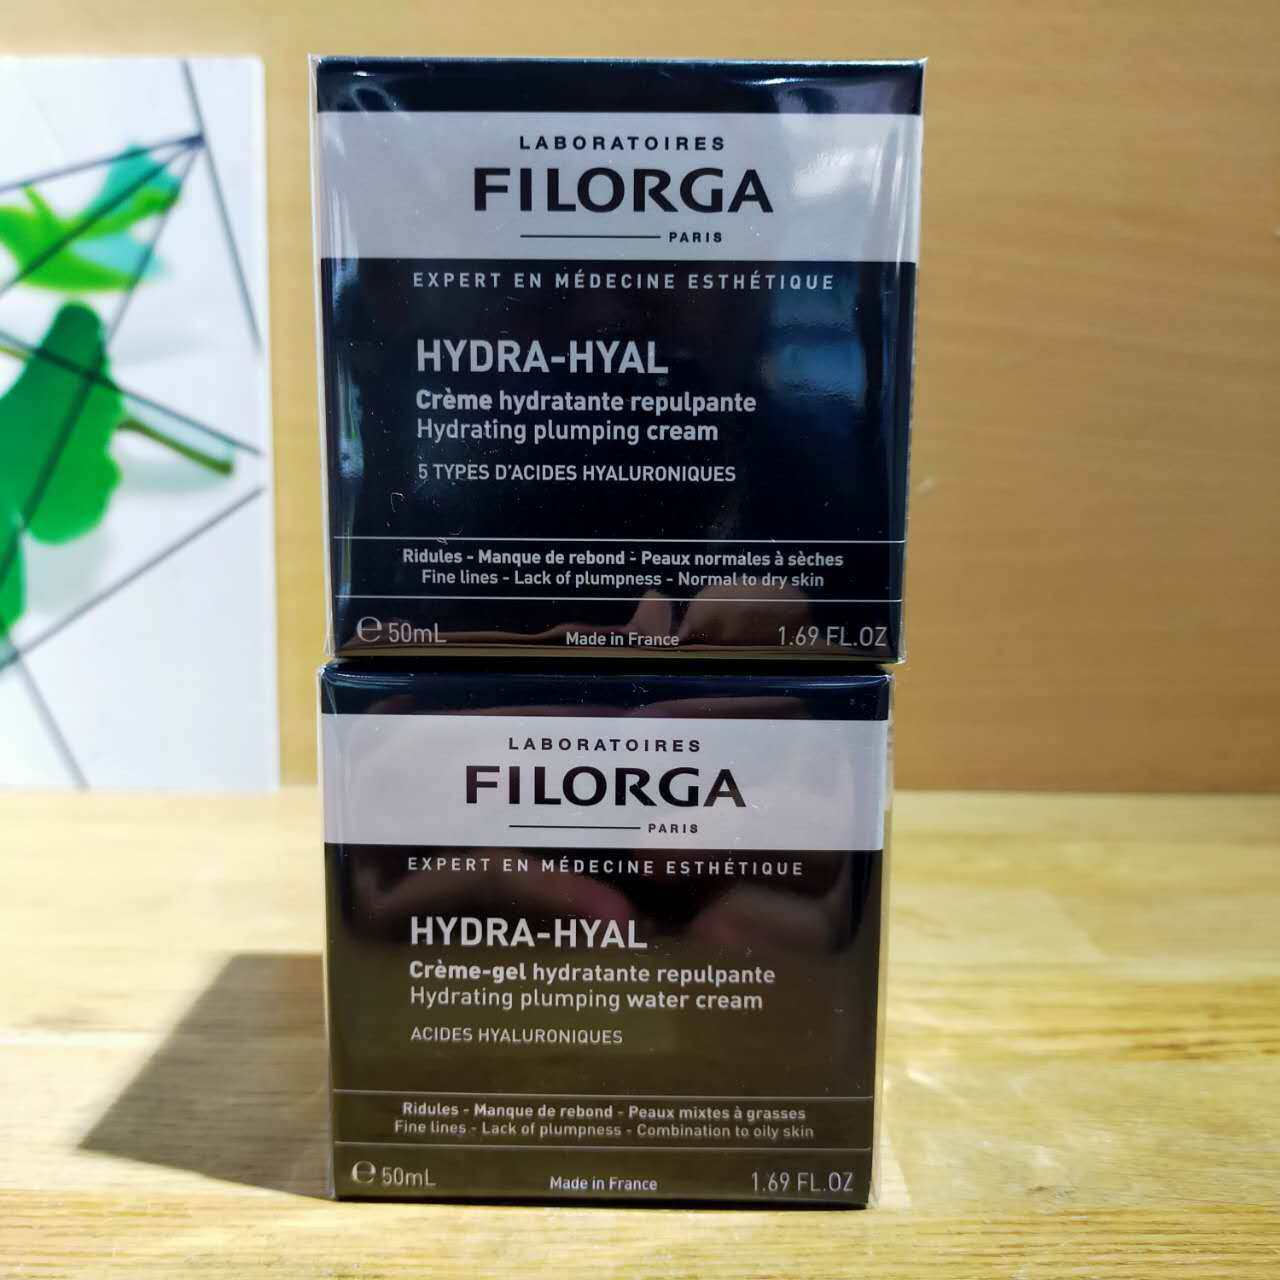 LABORATOIRES
FILORGA
PARIS
EXPERT EN MÉDECINE ESTHÉTIQUE
HYDRA-HYAL
Crème hydratante repulpante
Hydrating plumping cream
5 TYPES D'ACIDES HYALURONIQUES
Ridules - Manque de rebond - Peaux normales à sèches
Fine lines - Lack of plumpness - Normal to dry skin
℮ 50mL Made in France 1.69 FL.OZ
LABORATOIRES
FILORGA
PARIS
EXPERT EN MÉDECINE ESTHÉTIQUE
HYDRA-HYAL
Crème-gel hydratante repulpante
Hydrating plumping water cream
ACIDES HYALURONIQUES
Ridules - Manque de rebond - Peaux mixtes à grasses
Fine lines - Lack of plumpness - Combination to oily skin
℮ 50mL Made in France 1.69 FL.OZ